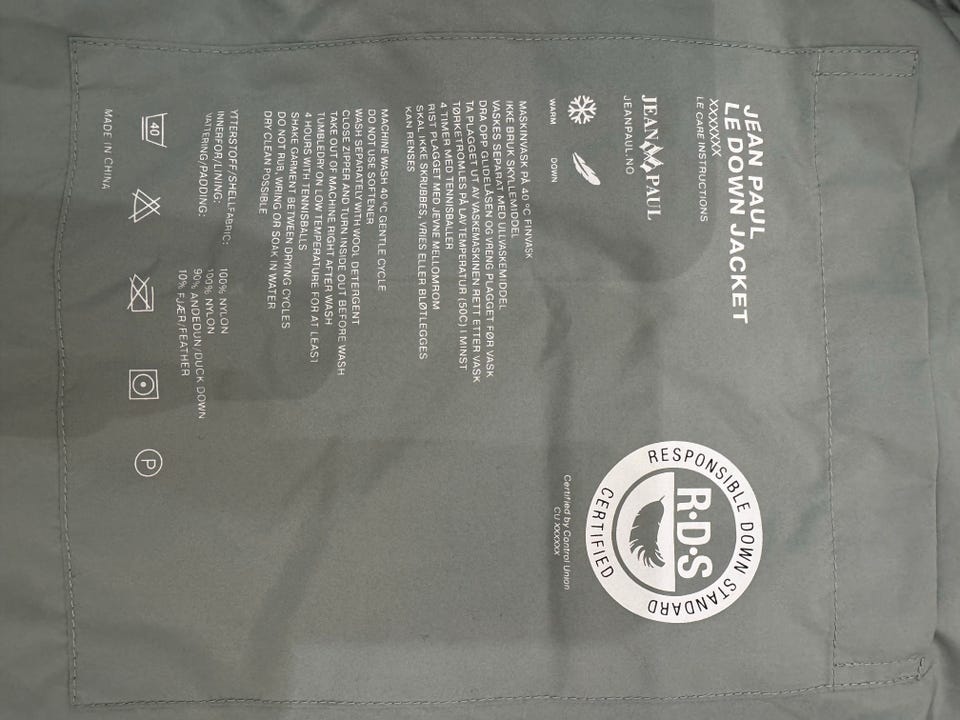 JEAN PAUL
LE DOWN JACKET
XXXXXXX
LE CARE INSTRUCTIONS
JEAN PAUL
JEANPAUL.NO
WARM
DOWN
MASKINVASK PÅ 40 ºC FINVASK
IKKE BRUK SKYLLEMIDDEL
VASKES SEPARAT MED ULLVASKEMIDDEL
DRA OPP GLIDELÅSEN OG VRENG PLAGGET FØR VASK
TA PLAGGET UT AV VASKEMASKINEN RETT ETTER VASK
TØRKETROMLES PÅ LAV TEMPERATUR (50C) I MINST
4 TIMER MED TENNISBALLER
RIST PLAGGET MED JEVNE MELLOMROM
SKAL IKKE SKRUBBES, VRIES ELLER BLØTLEGGES
KAN RENSES
MACHINE WASH 40 ºC GENTLE CYCLE
DO NOT USE SOFTENER
WASH SEPARATELY WITH WOOL DETERGENT
CLOSE ZIPPER AND TURN INSIDE OUT BEFORE WASH
TAKE OUT OF MACHINE RIGHT AFTER WASH
TUMBLEDRY ON LOW TEMPERATURE FOR AT LEAST
4 HOURS WITH TENNISBALLS
SHAKE GARMENT BETWEEN DRYING CYCLES
DO NOT RUB, WRING OR SOAK IN WATER
DRY CLEAN POSSIBLE
YTTERSTOFF/SHELLFABRIC: 100% NYLON
INNERFOR/LINING: 100% NYLON
VATTERING/PADDING: 90% ANDEDUN/DUCK DOWN
10% FJÆR/FEATHER
40
P
MADE IN CHINA
RESPONSIBLE DOWN STANDARD
R·D·S
CERTIFIED
Certified by Control Union
CU XXXXXX